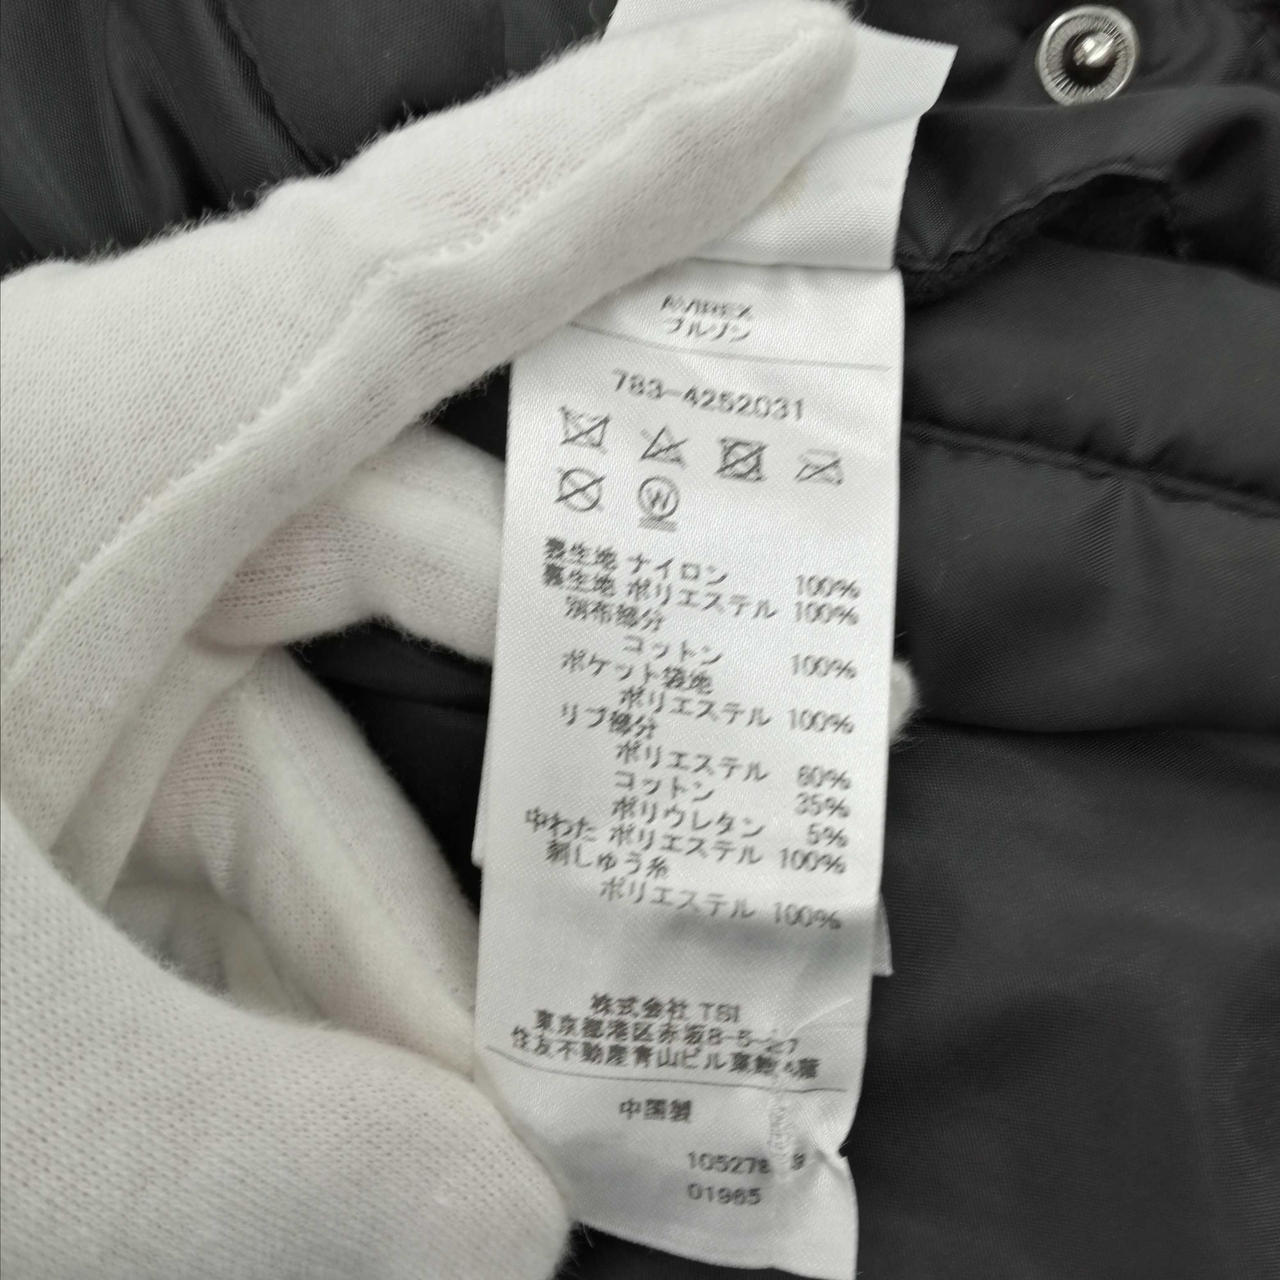 AVIREX
ブルゾン
783-4252031
W
表生地 ナイロン 100%
裏生地 ポリエステル 100%
別布部分
コットン 100%
ポケット袋地
ポリエステル 100%
リブ部分
ポリエステル 60%
コットン 35%
ポリウレタン 5%
中わた ポリエステル 100%
刺しゅう糸
ポリエステル 100%
株式会社 TSI
東京都港区赤坂8-5-27
住友不動産青山ビル
中国製
01965